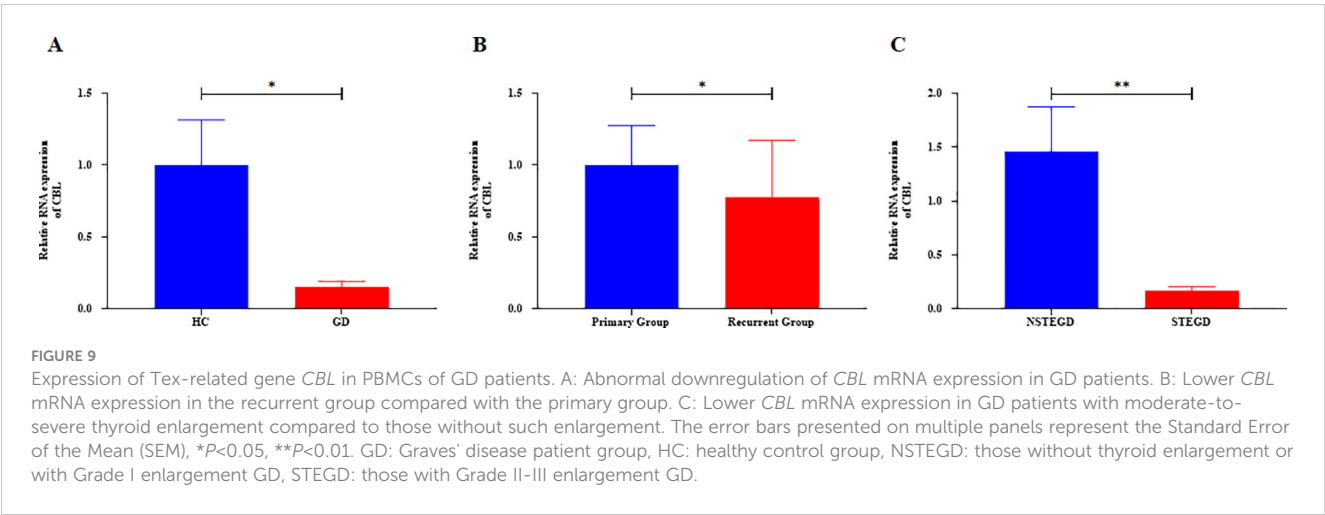 A
B
C
*
*
**
1.5
1.0
0.5
0.0
Relative RNA expression
of CBL
HC
GD
1.5
1.0
0.5
0.0
Relative RNA expression
of CBL
Primary Group
Recurrent Group
2.0
1.5
1.0
0.5
0.0
Relative RNA expression
of CBL
NSTEGD
STEGD
FIGURE 9
Expression of Tex-related gene CBL in PBMCs of GD patients. A: Abnormal downregulation of CBL mRNA expression in GD patients. B: Lower CBL
mRNA expression in the recurrent group compared with the primary group. C: Lower CBL mRNA expression in GD patients with moderate-to-
severe thyroid enlargement compared to those without such enlargement. The error bars presented on multiple panels represent the Standard Error
of the Mean (SEM), *P<0.05, **P<0.01. GD: Graves' disease patient group, HC: healthy control group, NSTEGD: those without thyroid enlargement or
with Grade I enlargement GD, STEGD: those with Grade II-III enlargement GD.